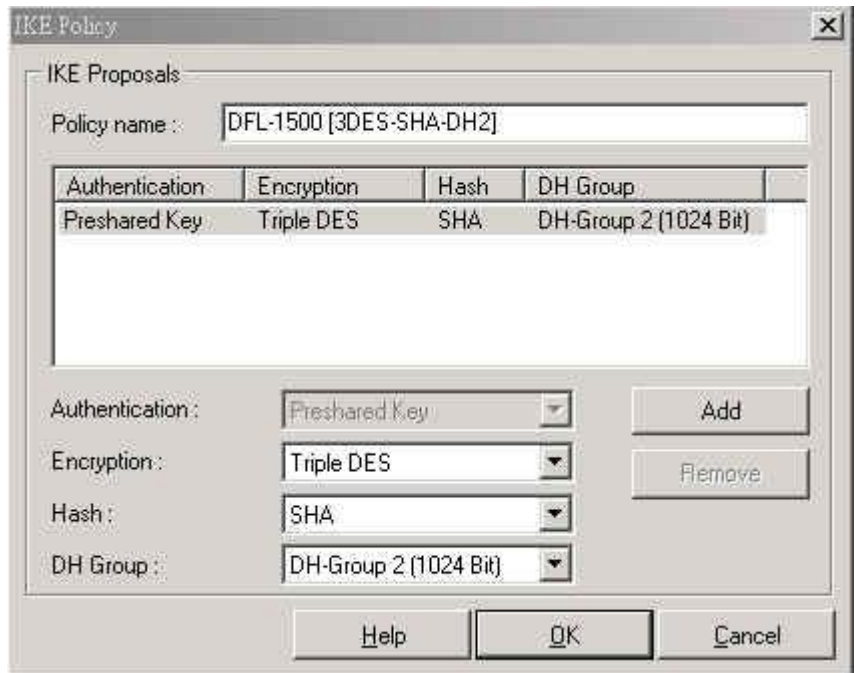 IKE Policy
IKE Proposals
Policy name :
DFL-1500 [3DES-SHA-DH2]
Authentication Encryption Hash DH Group
Preshared Key Triple DES SHA DH-Group 2 (1024 Bit)
Authentication : Preshared Key Add
Encryption : Triple DES Remove
Hash : SHA
DH Group : DH-Group 2 (1024 Bit)
Help OK Cancel